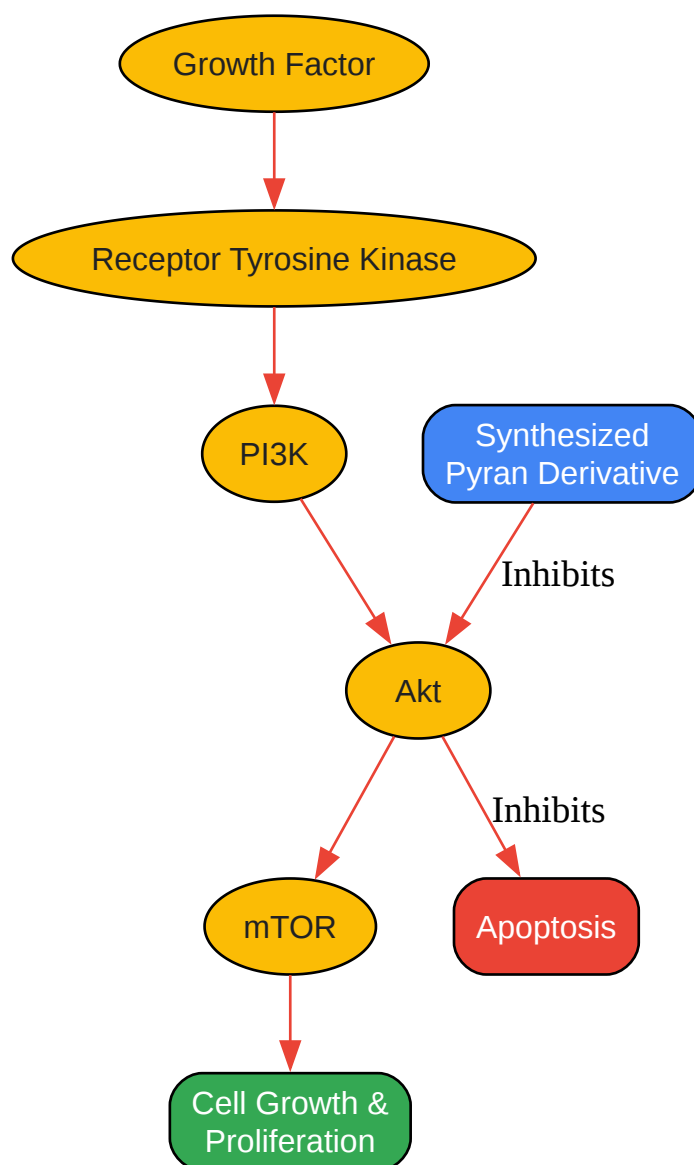 Growth Factor
Receptor Tyrosine Kinase
PI3K
Synthesized
Pyran Derivative
Inhibits
Akt
Inhibits
mTOR
Apoptosis
Cell Growth &
Proliferation